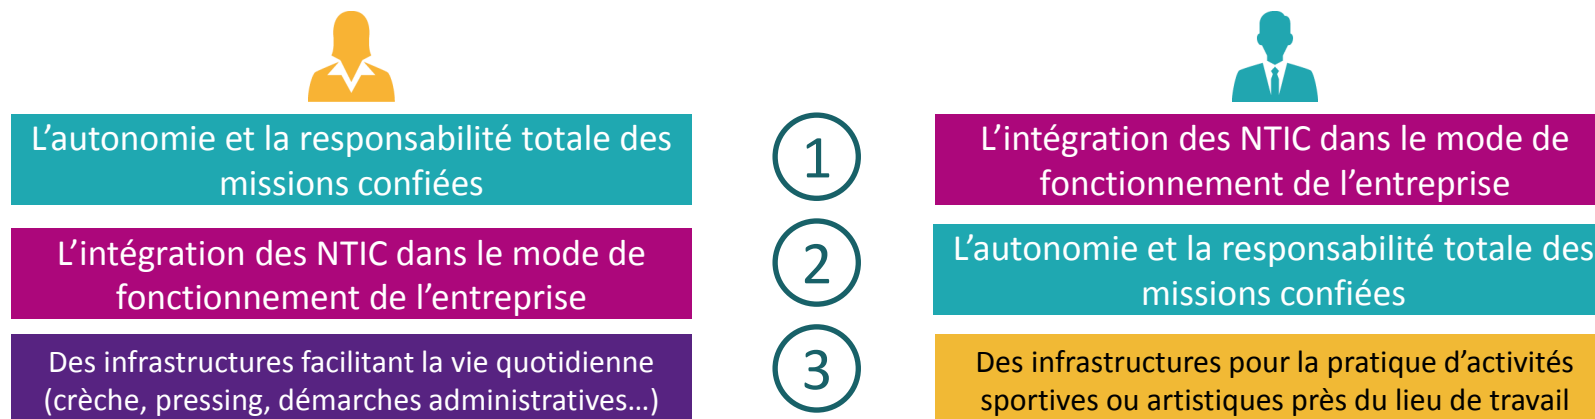 L’autonomie et la responsabilité totale des
missions confiées
1
L’intégration des NTIC dans le mode de
fonctionnement de l’entreprise
L’intégration des NTIC dans le mode de
fonctionnement de l’entreprise
2
L’autonomie et la responsabilité totale des
missions confiées
Des infrastructures facilitant la vie quotidienne
(crèche, pressing, démarches administratives…)
3
Des infrastructures pour la pratique d’activités
sportives ou artistiques près du lieu de travail